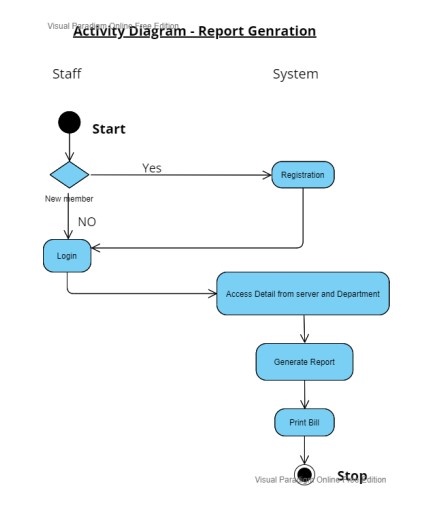 Visual Paradigm Online Free Edition
Activity Diagram - Report Genration
Staff
System
Start
Yes
Registration
New member
NO
Login
Access Detail from server and Department
Generate Report
Print Bill
Stop
Visual Paradigm Online Free Edition